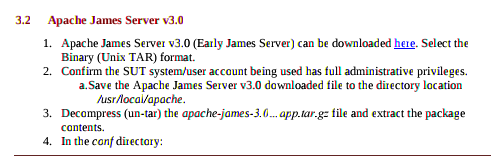 3.2 Apache James Server v3.0
1. Apache James Server v3.0 (Early James Server) can be downloaded here. Select the
Binary (Unix TAR) format.
2. Confirm the SUT system/user account being used has full administrative privileges.
a. Save the Apache James Server v3.0 downloaded file to the directory location
/usr/local/apache.
3. Decompress (un-tar) the apache-james-3.0... app.tar.gz file and extract the package
contents.
4. In the conf directory: